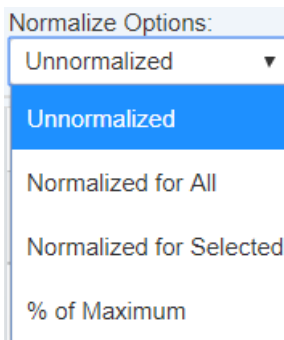 Normalize Options:
Unnormalized
Unnormalized
Normalized for All
Normalized for Selected
% of Maximum